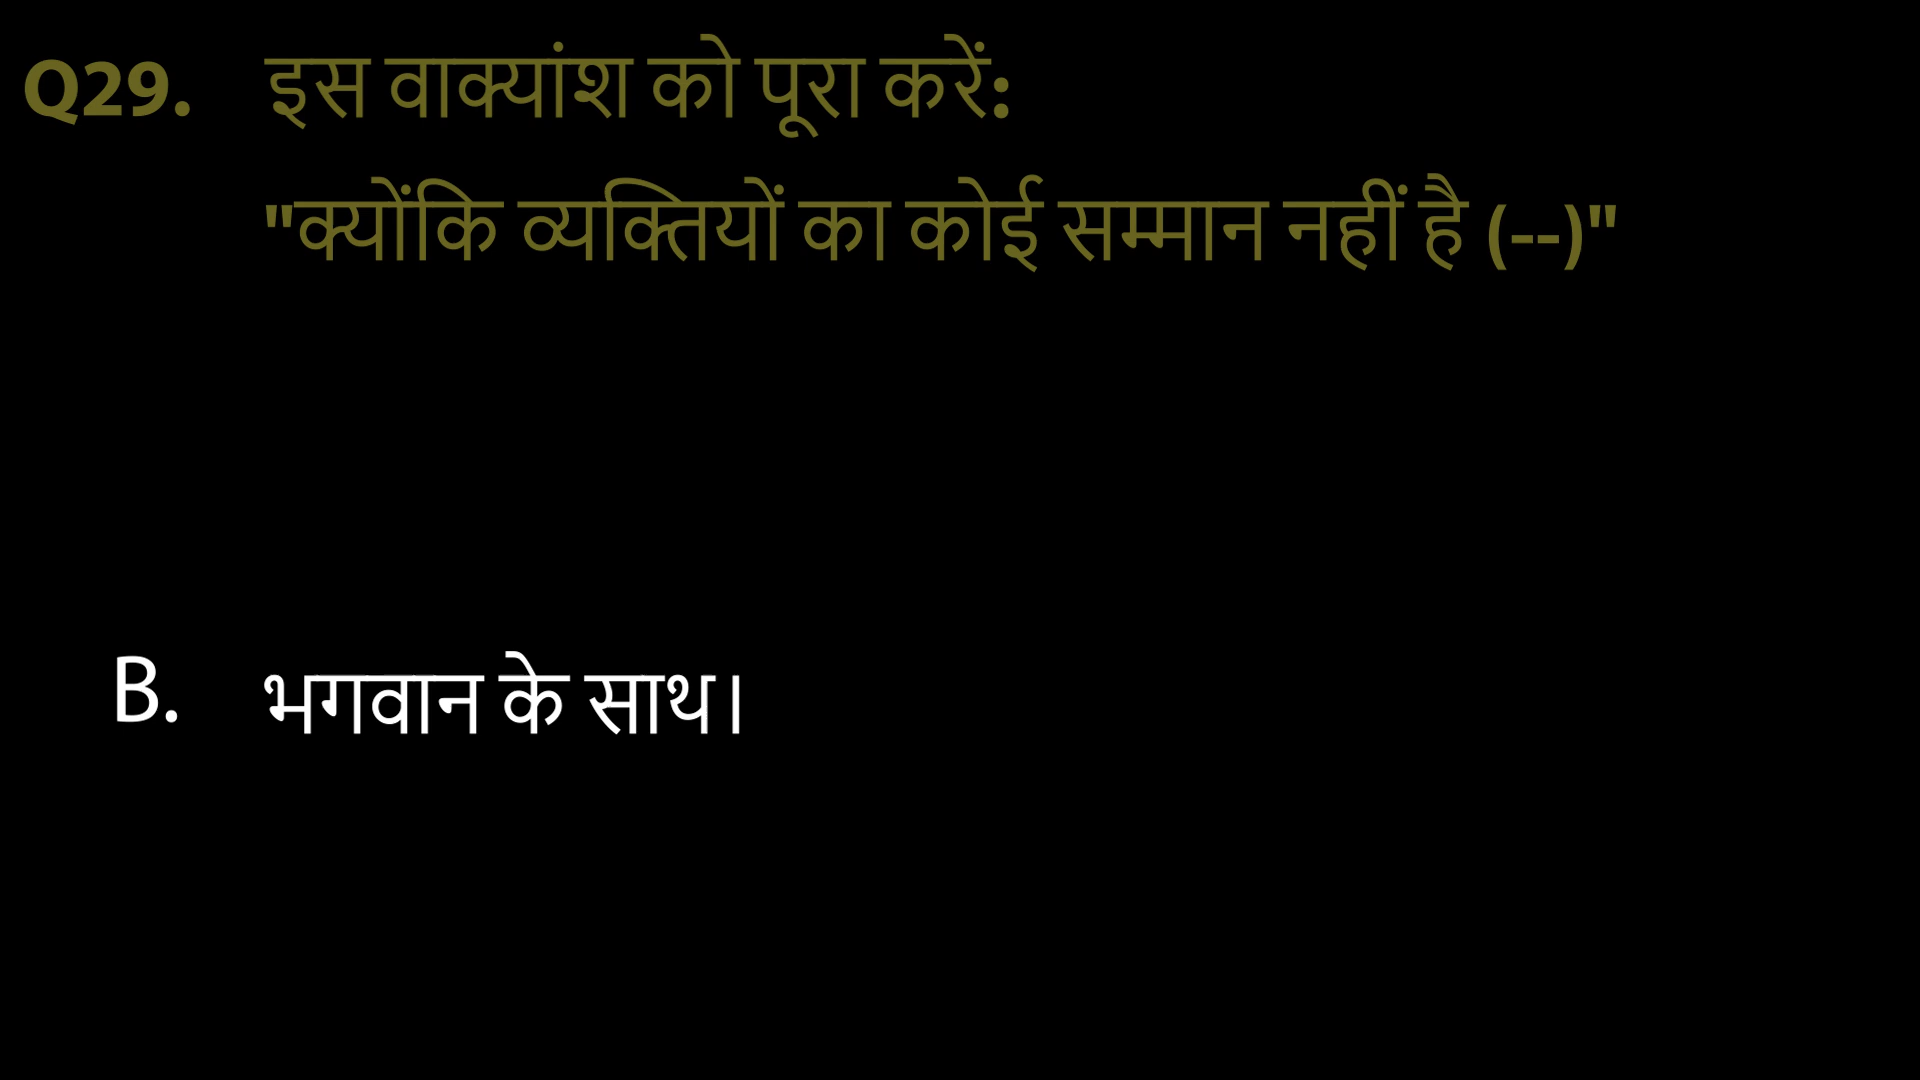 Q29. इस वाक्यांश को पूरा करें:
"क्योंकि व्यक्तियों का कोई सम्मान नहीं है (--)"
B. भगवान के साथ।